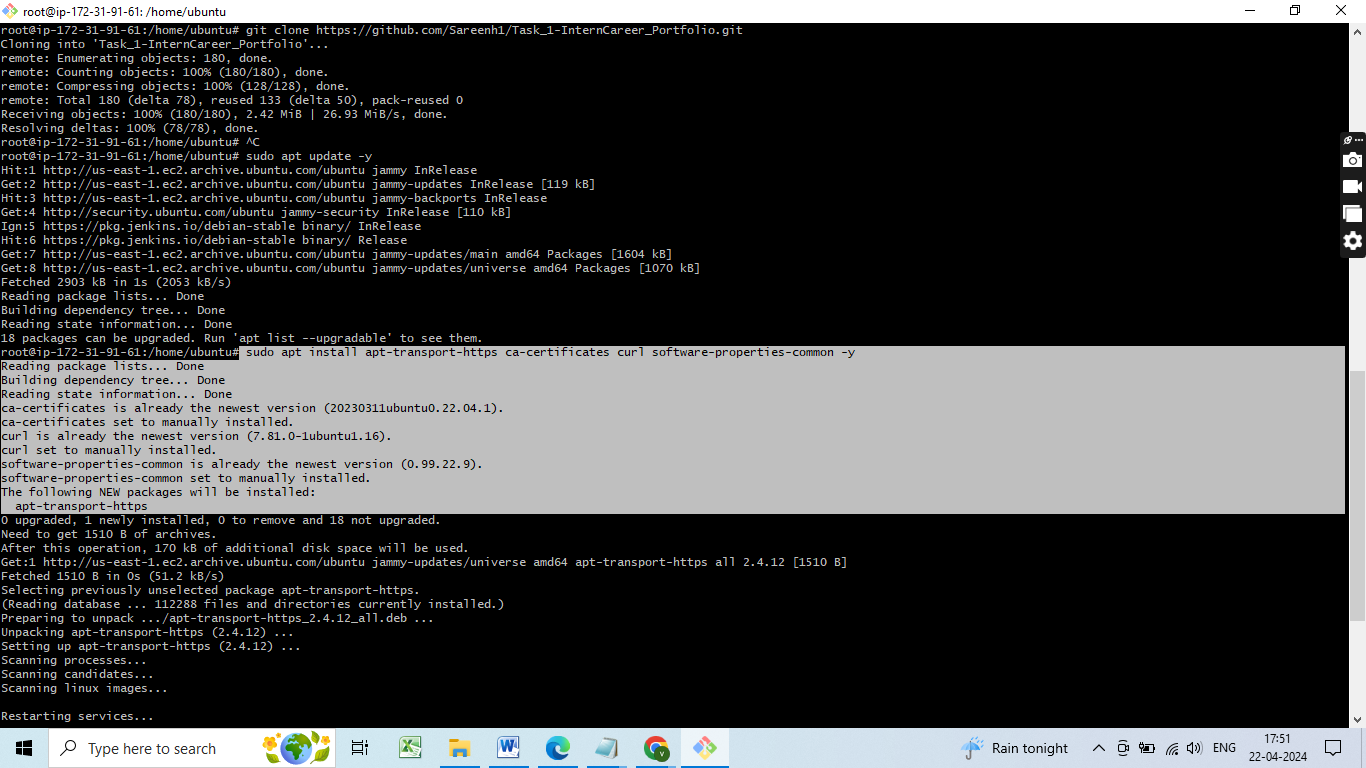 root@ip-172-31-91-61: /home/ubuntu
root@ip-172-31-91-61:/home/ubuntu# git clone https://github.com/Sareenh1/Task_1-InternCareer_Portfolio.git
Cloning into 'Task_1-InternCareer_Portfolio'...
remote: Enumerating objects: 180, done.
remote: Counting objects: 100% (180/180), done.
remote: Compressing objects: 100% (128/128), done.
remote: Total 180 (delta 78), reused 133 (delta 50), pack-reused 0
Receiving objects: 100% (180/180), 2.42 MiB | 26.93 MiB/s, done.
Resolving deltas: 100% (78/78), done.
root@ip-172-31-91-61:/home/ubuntu# ^C
root@ip-172-31-91-61:/home/ubuntu# sudo apt update -y
Hit:1 http://us-east-1.ec2.archive.ubuntu.com/ubuntu jammy InRelease
Get:2 http://us-east-1.ec2.archive.ubuntu.com/ubuntu jammy-updates InRelease [119 kB]
Hit:3 http://us-east-1.ec2.archive.ubuntu.com/ubuntu jammy-backports InRelease
Get:4 http://security.ubuntu.com/ubuntu jammy-security InRelease [110 kB]
Ign:5 https://pkg.jenkins.io/debian-stable binary/ InRelease
Hit:6 https://pkg.jenkins.io/debian-stable binary/ Release
Get:7 http://us-east-1.ec2.archive.ubuntu.com/ubuntu jammy-updates/main amd64 Packages [1604 kB]
Get:8 http://us-east-1.ec2.archive.ubuntu.com/ubuntu jammy-updates/universe amd64 Packages [1070 kB]
Fetched 2903 kB in 1s (2053 kB/s)
Reading package lists... Done
Building dependency tree... Done
Reading state information... Done
18 packages can be upgraded. Run 'apt list --upgradable' to see them.
root@ip-172-31-91-61:/home/ubuntu# sudo apt install apt-transport-https ca-certificates curl software-properties-common -y
Reading package lists... Done
Building dependency tree... Done
Reading state information... Done
ca-certificates is already the newest version (20230311ubuntu0.22.04.1).
ca-certificates set to manually installed.
curl is already the newest version (7.81.0-1ubuntu1.16).
curl set to manually installed.
software-properties-common is already the newest version (0.99.22.9).
software-properties-common set to manually installed.
The following NEW packages will be installed:
  apt-transport-https
0 upgraded, 1 newly installed, 0 to remove and 18 not upgraded.
Need to get 1510 B of archives.
After this operation, 170 kB of additional disk space will be used.
Get:1 http://us-east-1.ec2.archive.ubuntu.com/ubuntu jammy-updates/universe amd64 apt-transport-https all 2.4.12 [1510 B]
Fetched 1510 B in 0s (51.2 kB/s)
Selecting previously unselected package apt-transport-https.
(Reading database ... 112288 files and directories currently installed.)
Preparing to unpack .../apt-transport-https_2.4.12_all.deb ...
Unpacking apt-transport-https (2.4.12) ...
Setting up apt-transport-https (2.4.12) ...
Scanning processes...
Scanning candidates...
Scanning linux images...
Restarting services...
Type here to search
Rain tonight
ENG
17:51
22-04-2024